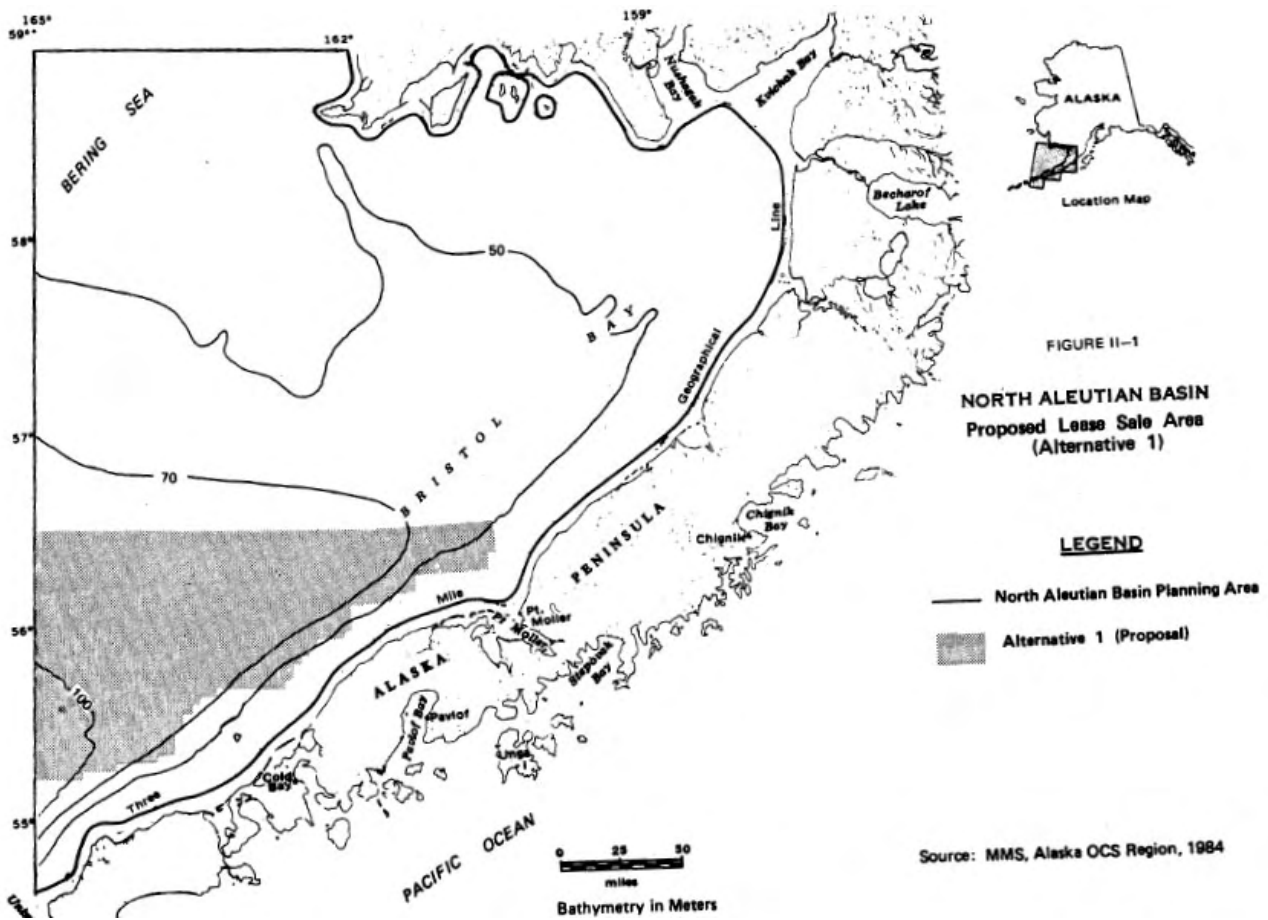 165°
59°
162°
159°
BERING SEA
Nushagak Bay
Kvichak Bay
ALASKA
Location Map
Becharof Lake
Line
58°
50
BAY
Geographical
FIGURE II–1
NORTH ALEUTIAN BASIN
Proposed Lease Sale Area
(Alternative 1)
57°
70
BRISTOL
PENINSULA
Chignik Bay
Chignik
LEGEND
North Aleutian Basin Planning Area
Alternative 1 (Proposal)
Mile
Pt. Moller
Pt Moller
56°
ALASKA
Stepovak Bay
100
Pavlof Bay
Pavlof
Unga
Cold Bay
Three
55°
PACIFIC OCEAN
0 25 50
miles
Bathymetry in Meters
Source: MMS, Alaska OCS Region, 1984